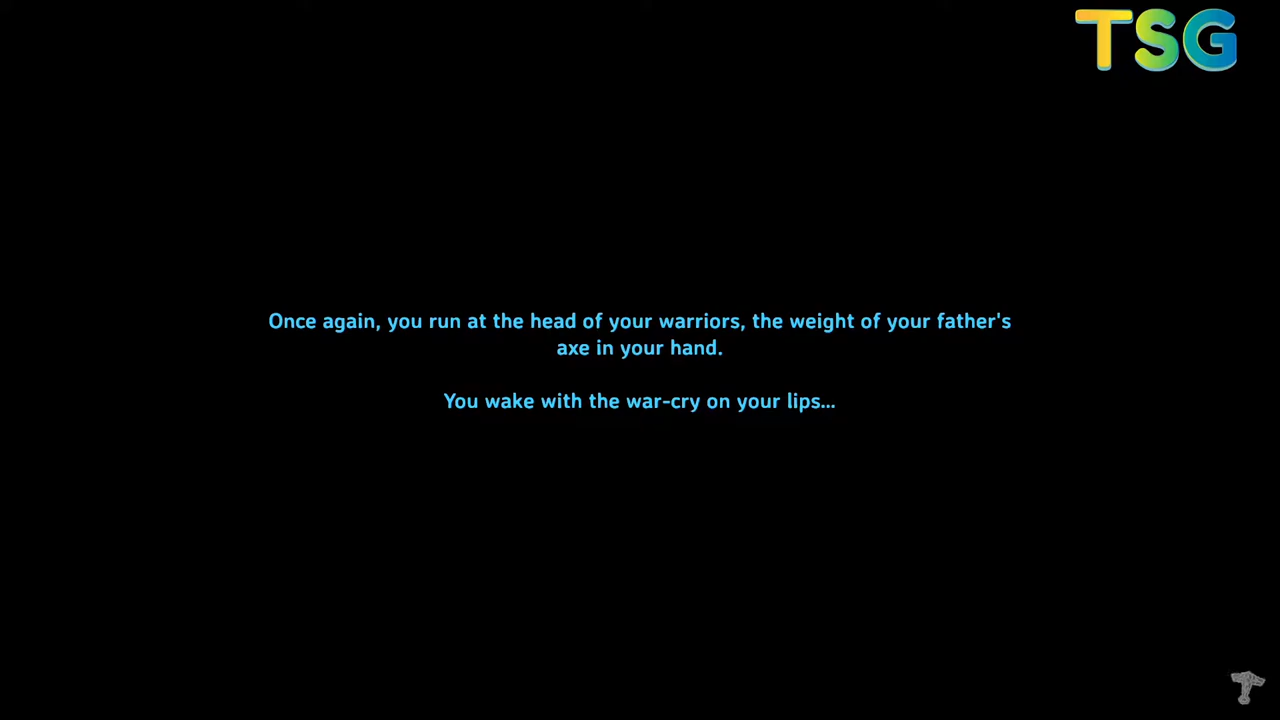 TSG
Once again, you run at the head of your warriors, the weight of your father's
axe in your hand.
You wake with the war-cry on your lips...